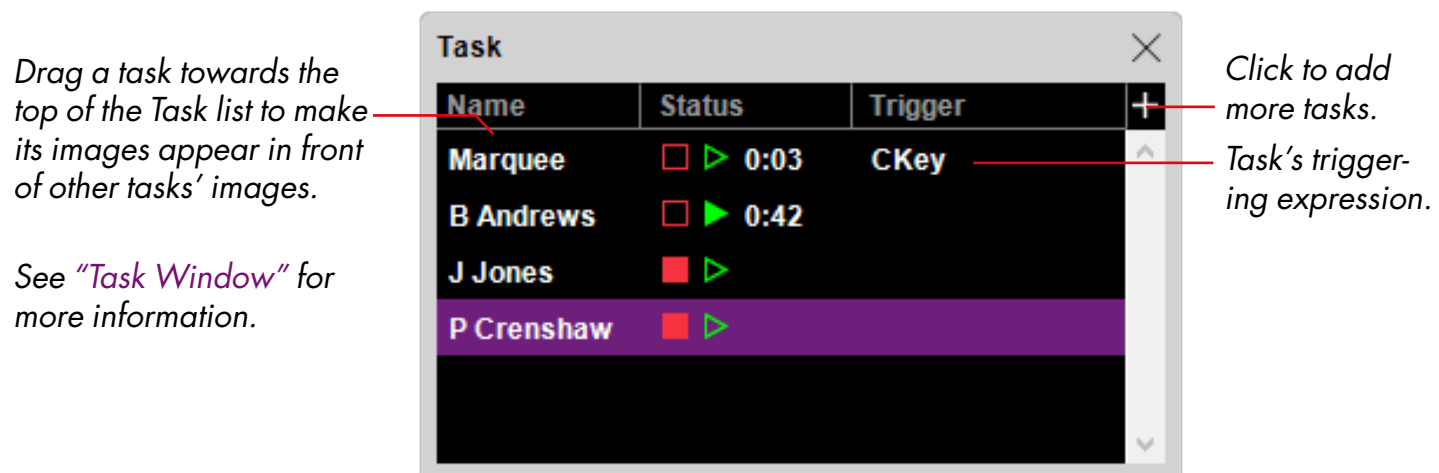 Drag a task towards the
top of the Task list to make
its images appear in front
of other tasks’ images.
See “Task Window” for
more information.
Task
Name Status Trigger
Marquee 0:03 CKey
B Andrews 0:42
J Jones
P Crenshaw
Click to add
more tasks.
Task’s trigger-
ing expression.